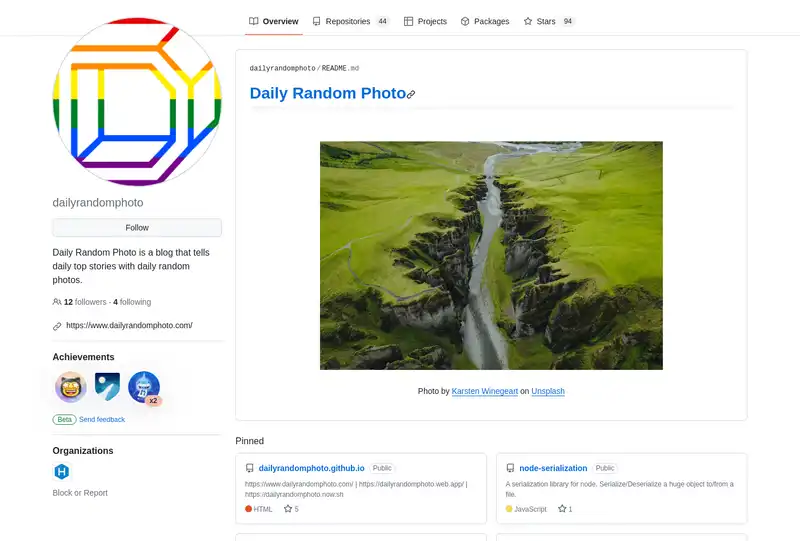 Overview
Repositories 44
Projects
Packages
Stars 94
dailyrandomphoto
Follow
Daily Random Photo is a blog that tells
daily top stories with daily random
photos.
12 followers · 4 following
https://www.dailyrandomphoto.com/
Achievements
x2
Beta Send feedback
Organizations
Block or Report
dailyrandomphoto/README.md
Daily Random Photo
Photo by Karsten Winegeart on Unsplash
Pinned
dailyrandomphoto.github.io Public
https://www.dailyrandomphoto.com/ | https://dailyrandomphoto.web.app/ |
https://dailyrandomphoto.now.sh
HTML 5
node-serialization Public
A serialization library for node. Serialize/Deserialize a huge object to/from a
file.
JavaScript 1